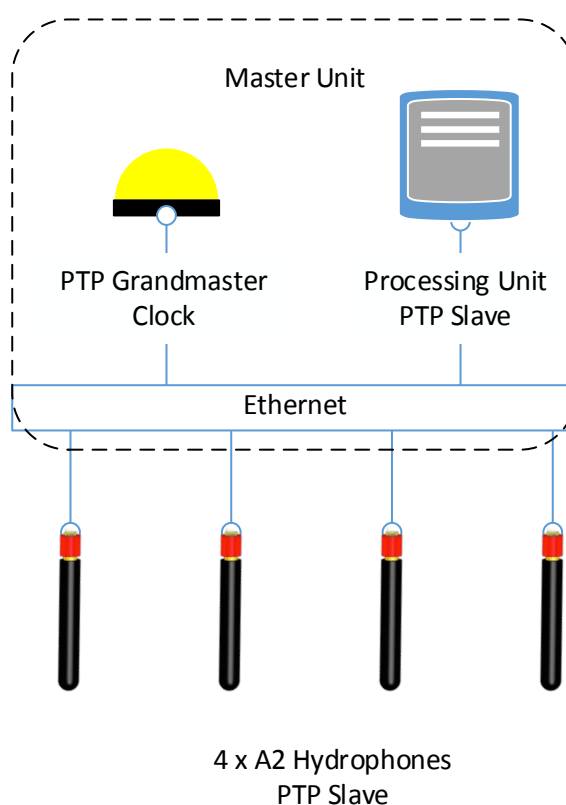 Master Unit
PTP Grandmaster
Clock
Processing Unit
PTP Slave
Ethernet
4 x A2 Hydrophones
PTP Slave